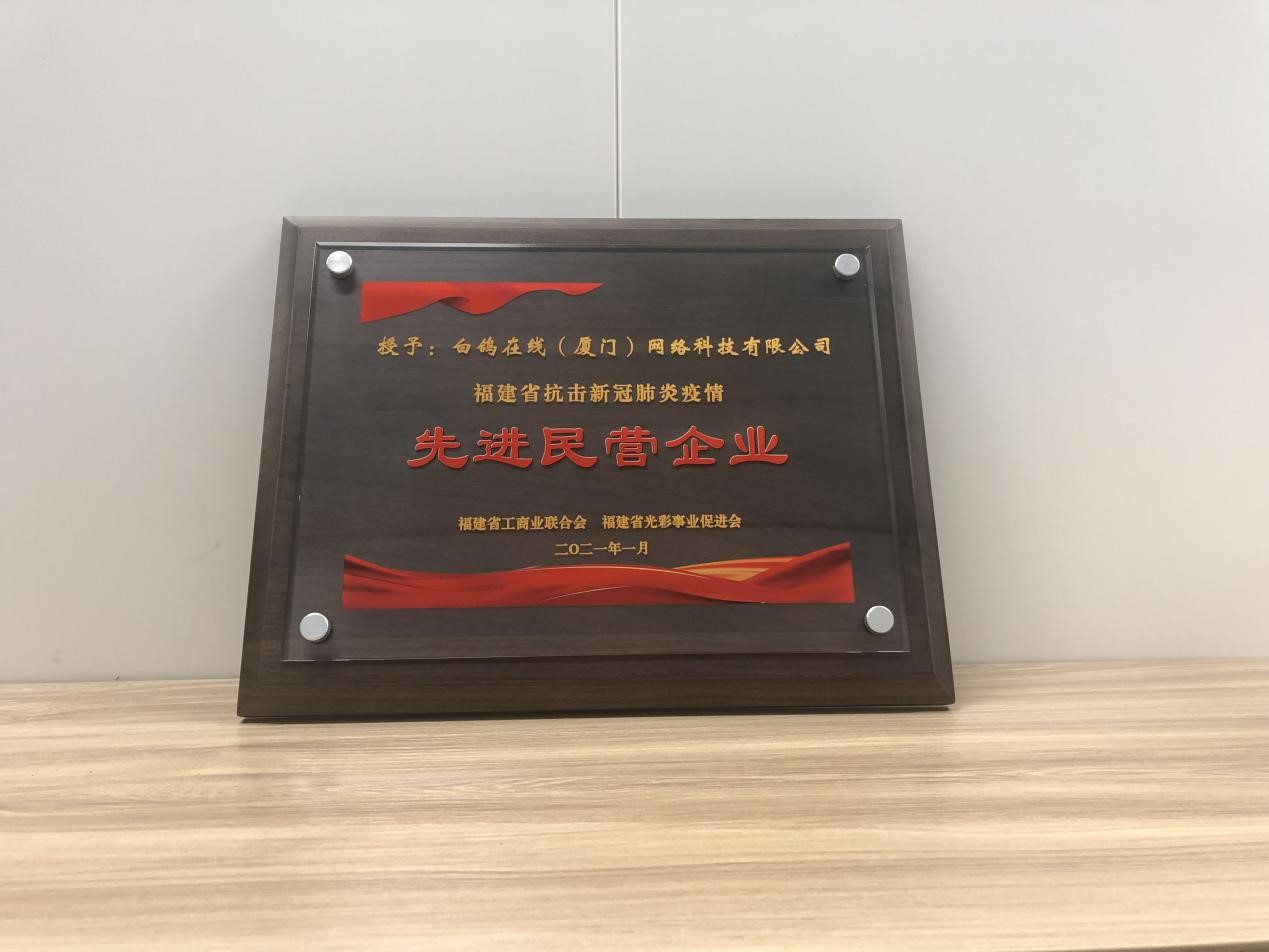 授予：白鸽在线（厦门）网络科技有限公司
福建省抗击新冠肺炎疫情
先进民营企业
福建省工商业联合会 福建省光彩事业促进会
二〇二一年一月